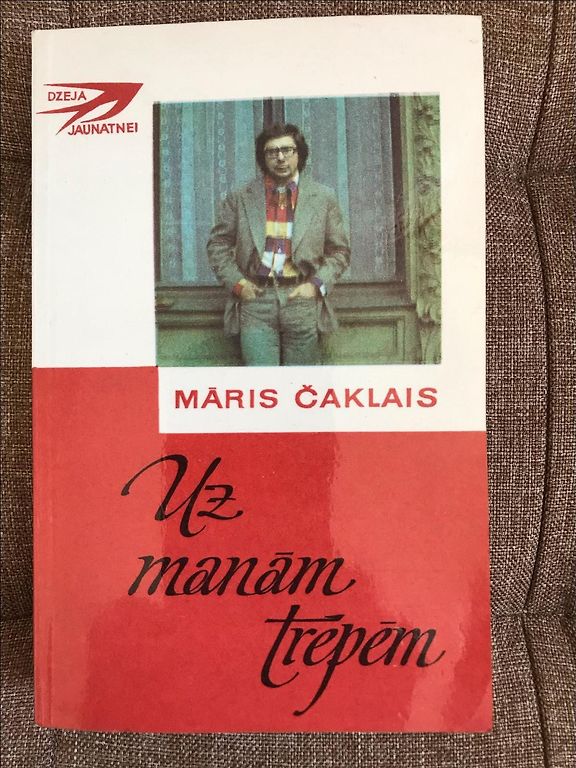 DZEJA
JAUNATNEI
MĀRIS ČAKLAIS
Uz
manām
trepēm